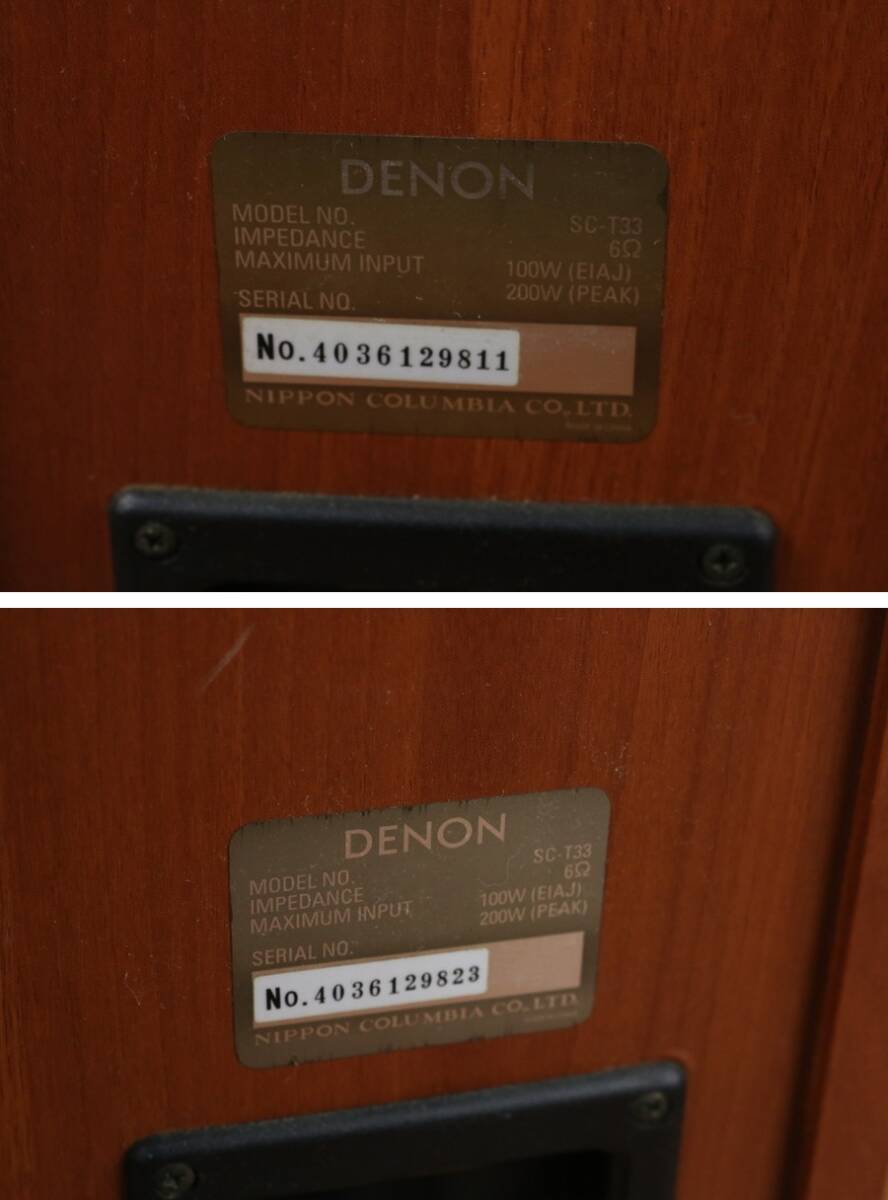 DENON
MODEL NO. SC-T33
IMPEDANCE 6Ω
MAXIMUM INPUT 100W (EIAJ)
200W (PEAK)
SERIAL NO.
No. 4036129811
NIPPON COLUMBIA CO., LTD.
DENON
MODEL NO. SC-T33
IMPEDANCE 6Ω
MAXIMUM INPUT 100W (EIAJ)
200W (PEAK)
SERIAL NO.
No. 4036129823
NIPPON COLUMBIA CO., LTD.